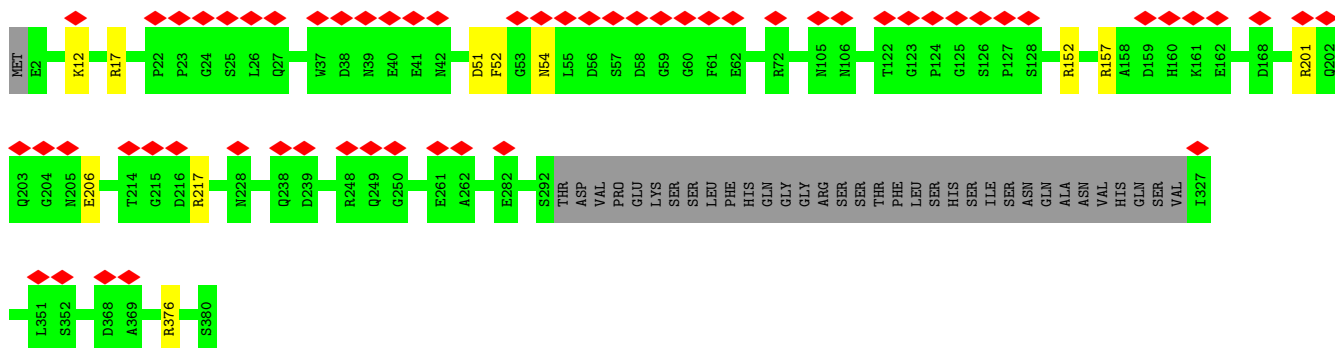 MET E2 K12 R17 P22 P23 G24 S25 L26 Q27 W37 D38 N39 E40 E41 N42 D51 F52 G53 N54 L55 D56 S57 D58 G59 G60 F61 E62 R72 N105 N106 T122 G123 P124 G125 S126 P127 S128 R152 R157 A158 D159 H160 K161 E162 D168 R201 Q202
Q203 G204 N205 E206 T214 G215 D216 R217 N228 Q238 D239 R248 Q249 G250 E261 A262 E282 S292 THR ASP VAL PRO GLU LYS SER SER LEU PHE HIS GLN GLY GLY ARG SER SER THR PHE LEU SER HIS SER ILE SER ASN GLN ALA ASN VAL HIS GLN SER VAL I327
L351 S352 D368 A369 R376 S380